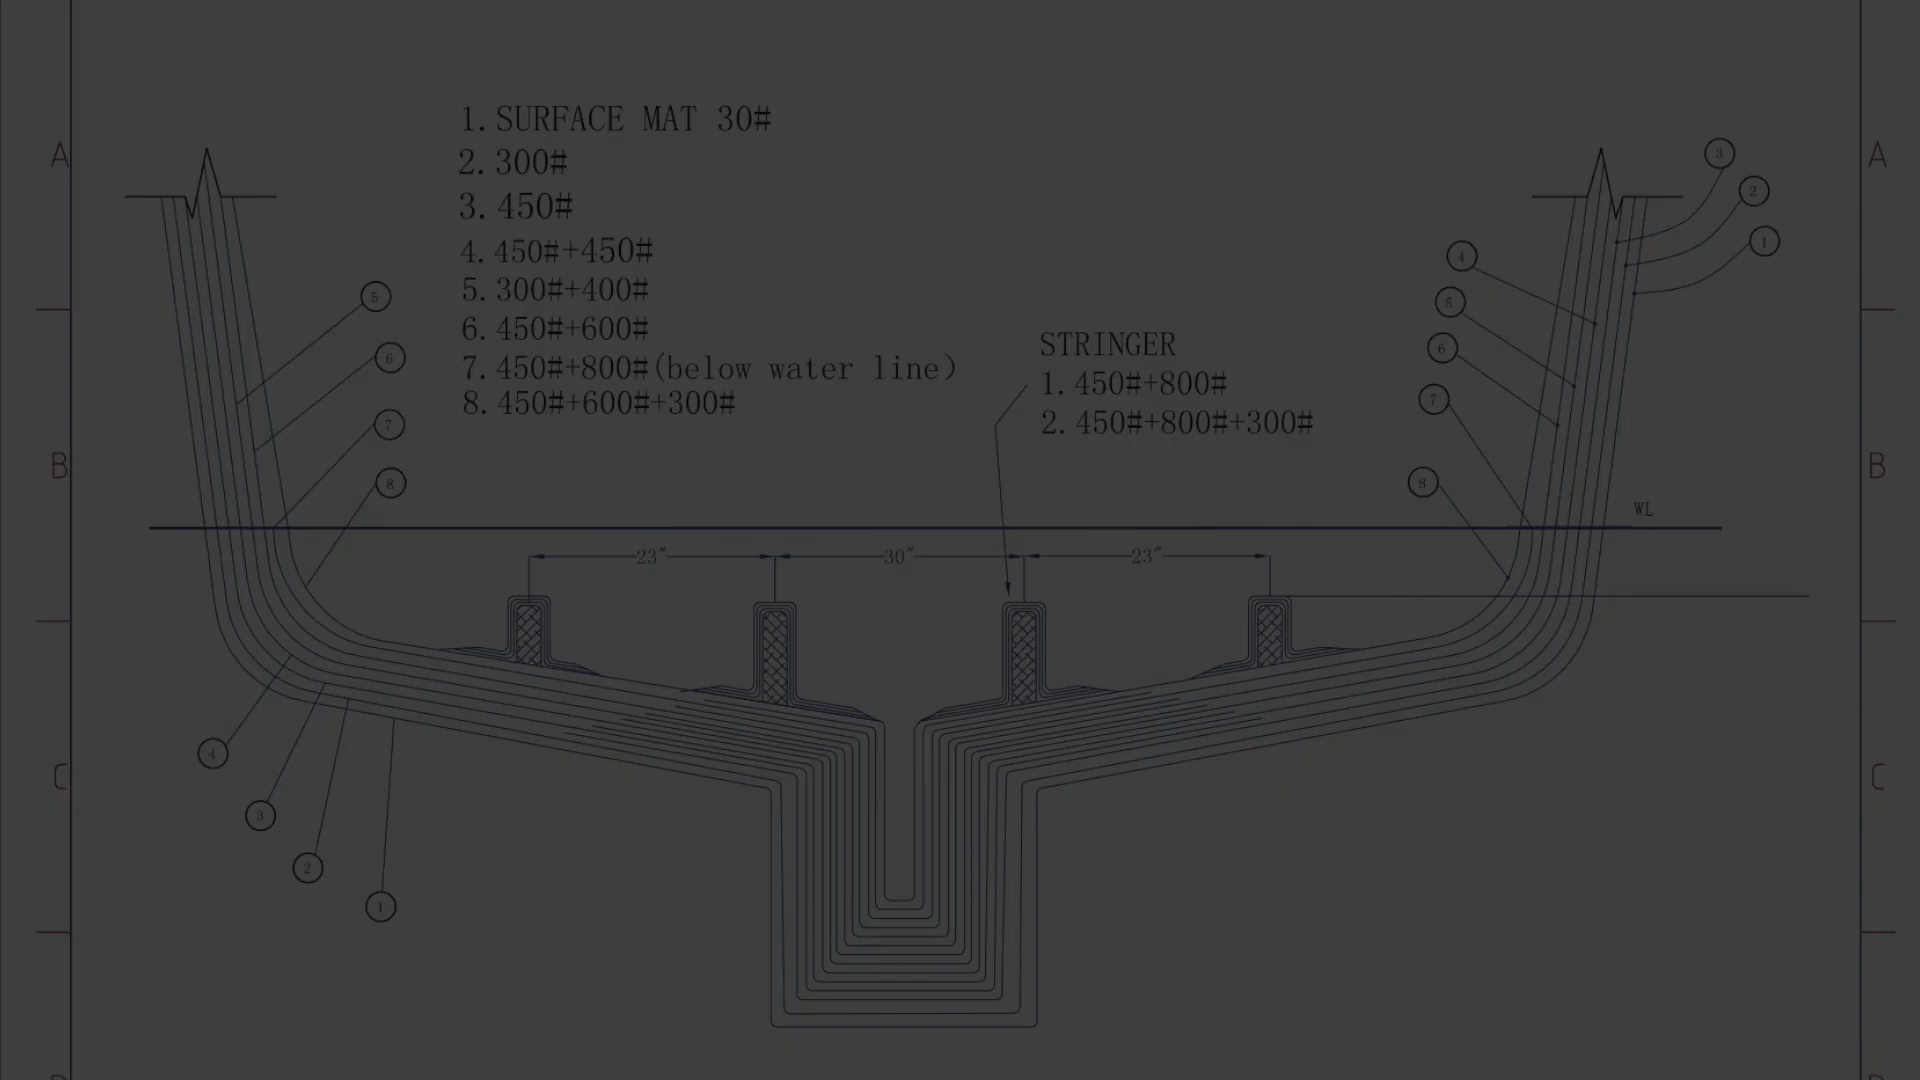 1.SURFACE MAT 30#
2.300#
3.450#
4.450#+450#
5.300#+400#
6.450#+600#
7.450#+800#(below water line)
8.450#+600#+300#
STRINGER
1.450#+800#
2.450#+800#+300#
A
B
C
5
6
7
8
4
3
2
1
23"
30"
23"
3
2
1
4
5
6
7
8
WL
A
B
C